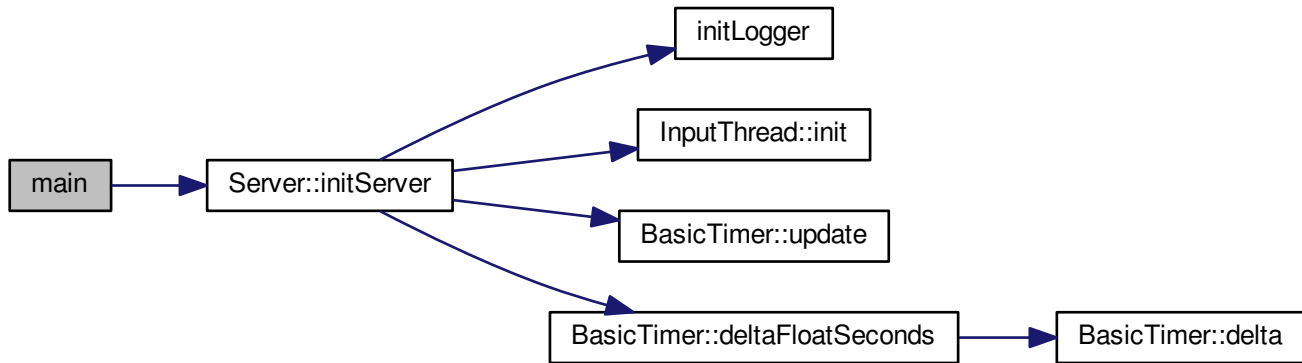 main
Server::initServer
initLogger
InputThread::init
BasicTimer::update
BasicTimer::deltaFloatSeconds
BasicTimer::delta